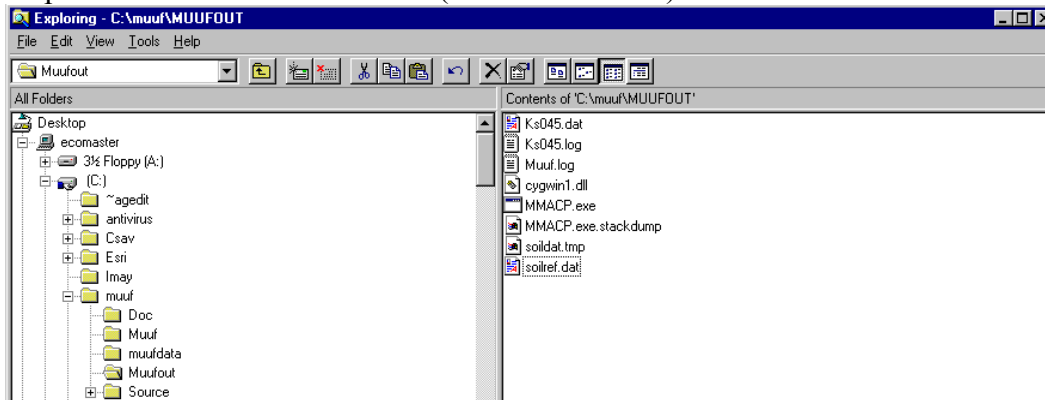 Exploring - C:\muuf\MUUFOUT
File Edit View Tools Help
Muufout
All Folders
Contents of 'C:\muuf\MUUFOUT'
Desktop
ecomaster
3½ Floppy (A:)
(C:)
~agedit
antivirus
Csav
Esri
Imay
muuf
Doc
Muuf
muufdata
Muufout
Source
Ks045.dat
Ks045.log
Muuf.log
cygwin1.dll
MMACP.exe
MMACP.exe.stackdump
soildat.tmp
soilref.dat